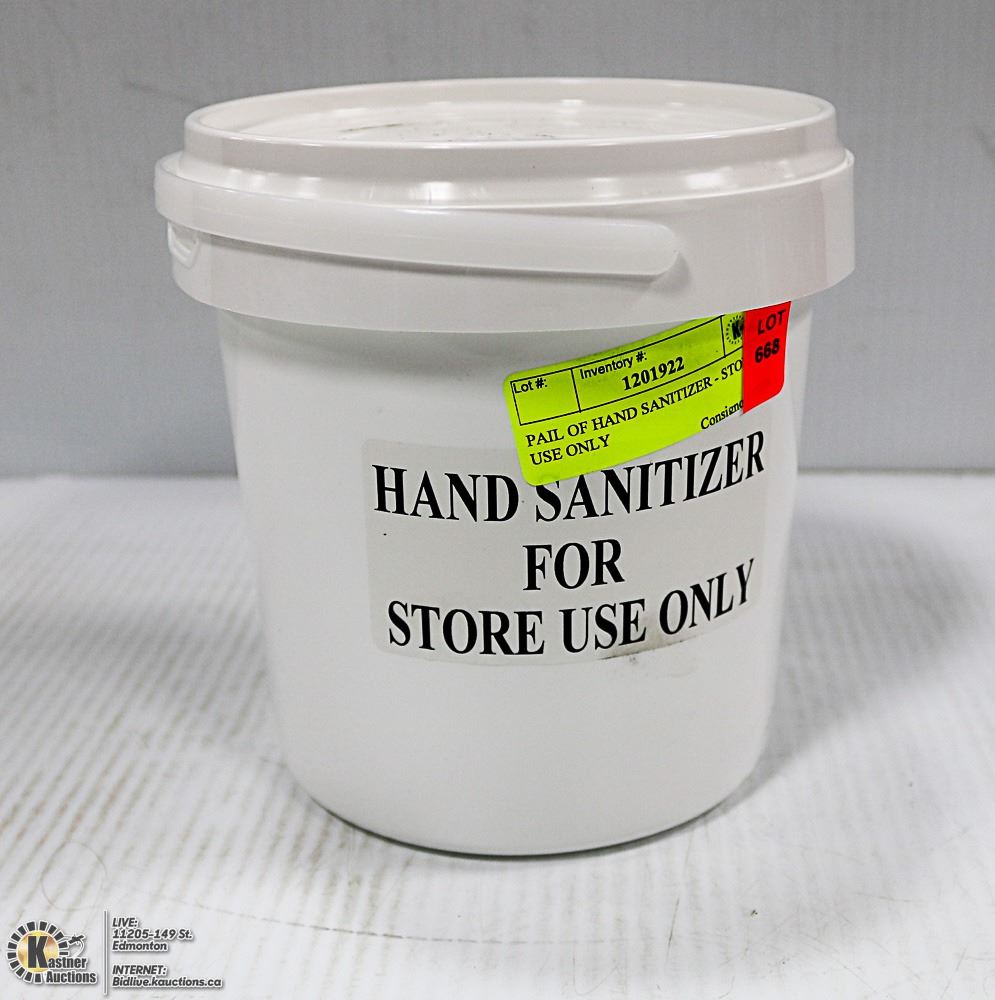 LOT
668
Lot #:
Inventory #:
1201922
PAIL OF HAND SANITIZER - STO
USE ONLY
Consigno
HAND SANITIZER
FOR
STORE USE ONLY
Kastner
Auctions
LIVE:
11205-149 St.
Edmonton
INTERNET:
Bidlive.kauctions.ca